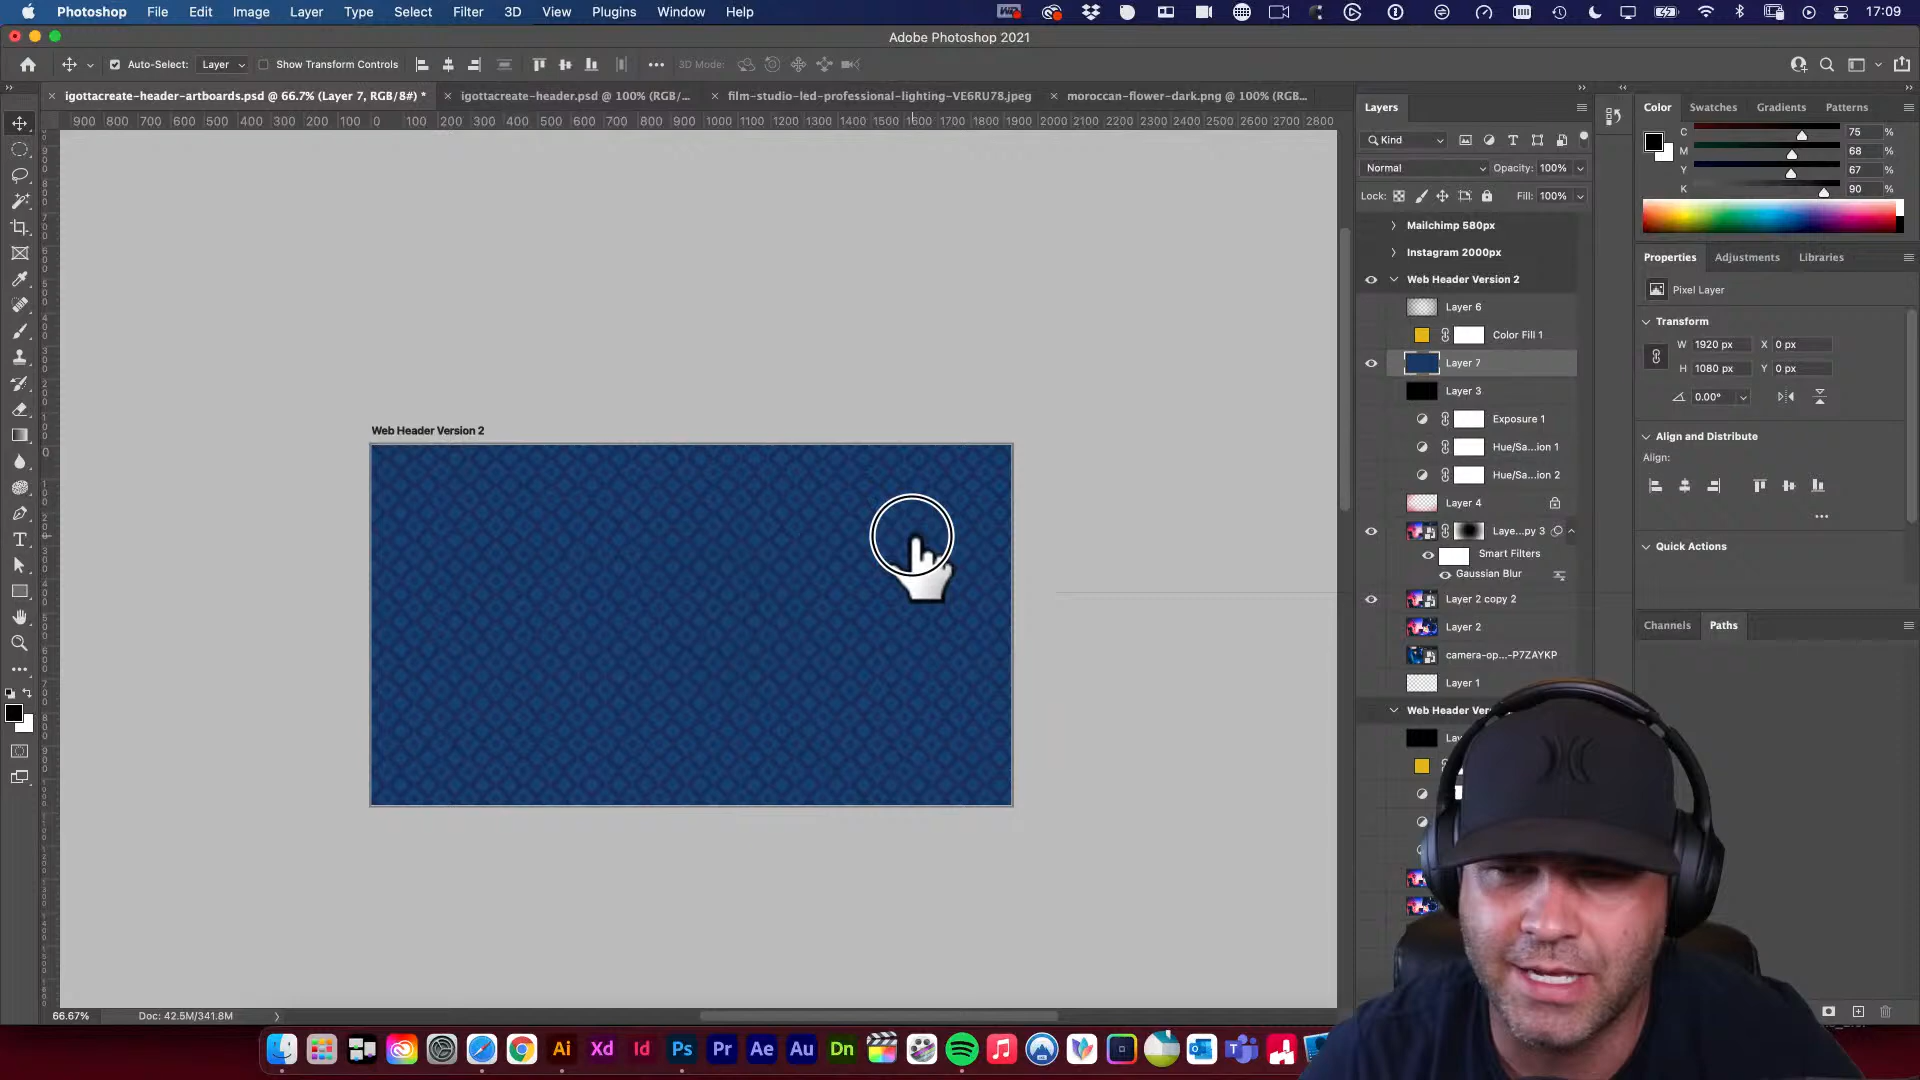 Photoshop File Edit Image Layer Type Select Filter 3D View Plugins Window Help 17:09
Adobe Photoshop 2021
Auto-Select: Layer Show Transform Controls 3D Mode:
igottacreate-header-artboards.psd @ 66.7% (Layer 7, RGB/8#) * igottacreate-header.psd @ 100% (RGB/... film-studio-led-professional-lighting-VE6RU78.jpeg moroccan-flower-dark.png @ 100% (RGB...
900 800 700 600 500 400 300 200 100 0 100 200 300 400 500 600 700 800 900 1000 1100 1200 1300 1400 1500 1600 1700 1800 1900 2000 2100 2200 2300 2400 2500 2600 2700 2800
Web Header Version 2
66.67% Doc: 42.5M/341.8M
Layers
Kind
Normal Opacity: 100%
Lock: Fill: 100%
Mailchimp 580px
Instagram 2000px
Web Header Version 2
Layer 6
Color Fill 1
Layer 7
Layer 3
Exposure 1
Hue/Sa...ion 1
Hue/Sa...ion 2
Layer 4
Laye...py 3
Smart Filters
Gaussian Blur
Layer 2 copy 2
Layer 2
camera-op...-P7ZAYKP
Layer 1
Web Header Ver
Color Swatches Gradients Patterns
C 75 %
M 68 %
Y 67 %
K 90 %
Properties Adjustments Libraries
Pixel Layer
Transform
W 1920 px X 0 px
H 1080 px Y 0 px
0.00°
Align and Distribute
Align:
Quick Actions
Channels Paths
Ai Xd Id Ps Pr Ae Au Dn